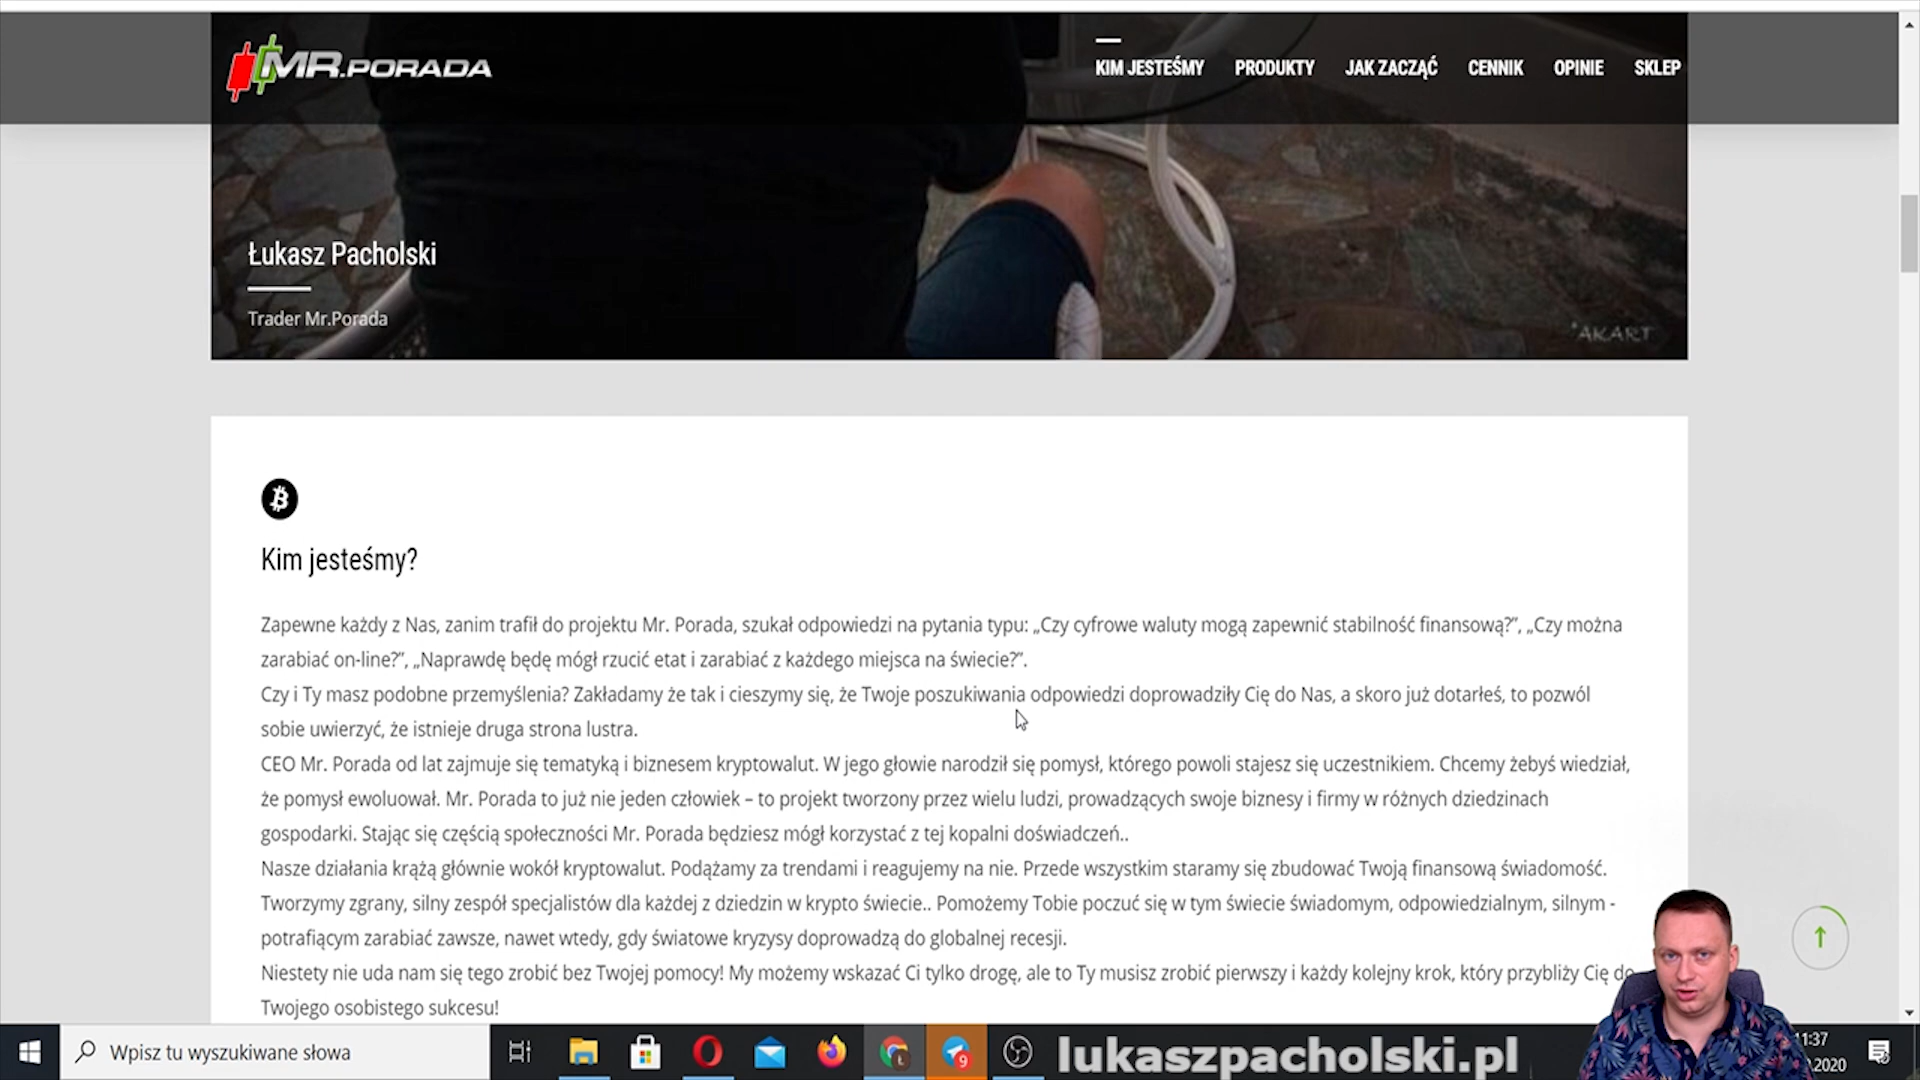 MR.PORADA
KIM JESTEŚMY PRODUKTY JAK ZACZĄĆ CENNIK OPINIE SKLEP
Łukasz Pacholski
Trader Mr.Porada
*AKART
Kim jesteśmy?
Zapewne każdy z Nas, zanim trafił do projektu Mr. Porada, szukał odpowiedzi na pytania typu: „Czy cyfrowe waluty mogą zapewnić stabilność finansową?”, „Czy można
zarabiać on-line?”, „Naprawdę będę mógł rzucić etat i zarabiać z każdego miejsca na świecie?”.
Czy i Ty masz podobne przemyślenia? Zakładamy że tak i cieszymy się, że Twoje poszukiwania odpowiedzi doprowadziły Cię do Nas, a skoro już dotarłeś, to pozwól
sobie uwierzyć, że istnieje druga strona lustra.
CEO Mr. Porada od lat zajmuje się tematyką i biznesem kryptowalut. W jego głowie narodził się pomysł, którego powoli stajesz się uczestnikiem. Chcemy żebyś wiedział,
że pomysł ewoluował. Mr. Porada to już nie jeden człowiek – to projekt tworzony przez wielu ludzi, prowadzących swoje biznesy i firmy w różnych dziedzinach
gospodarki. Stając się częścią społeczności Mr. Porada będziesz mógł korzystać z tej kopalni doświadczeń..
Nasze działania krążą głównie wokół kryptowalut. Podążamy za trendami i reagujemy na nie. Przede wszystkim staramy się zbudować Twoją finansową świadomość.
Tworzymy zgrany, silny zespół specjalistów dla każdej z dziedzin w krypto świecie.. Pomożemy Tobie poczuć się w tym świecie świadomym, odpowiedzialnym, silnym -
potrafiącym zarabiać zawsze, nawet wtedy, gdy światowe kryzysy doprowadzą do globalnej recesji.
Niestety nie uda nam się tego zrobić bez Twojej pomocy! My możemy wskazać Ci tylko drogę, ale to Ty musisz zrobić pierwszy i każdy kolejny krok, który przybliży Cię do
Twojego osobistego sukcesu!
Wpisz tu wyszukiwane słowa
9
lukaszpacholski.pl
11:37
.2020